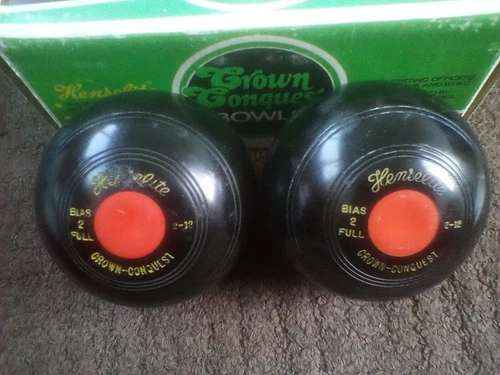 Henselite
Crown
Conquest
BOWLS
Henselite
BIAS
2
FULL
2-12
CROWN-CONQUEST
Henselite
BIAS
2
FULL
2-12
CROWN-CONQUEST